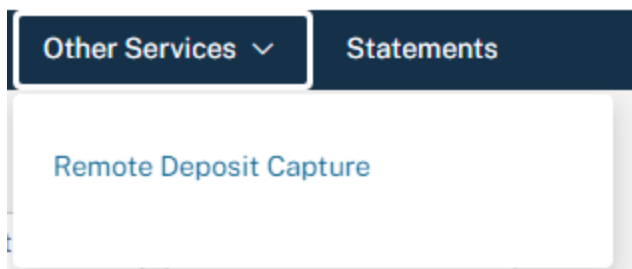 Other Services
Statements
Remote Deposit Capture
t